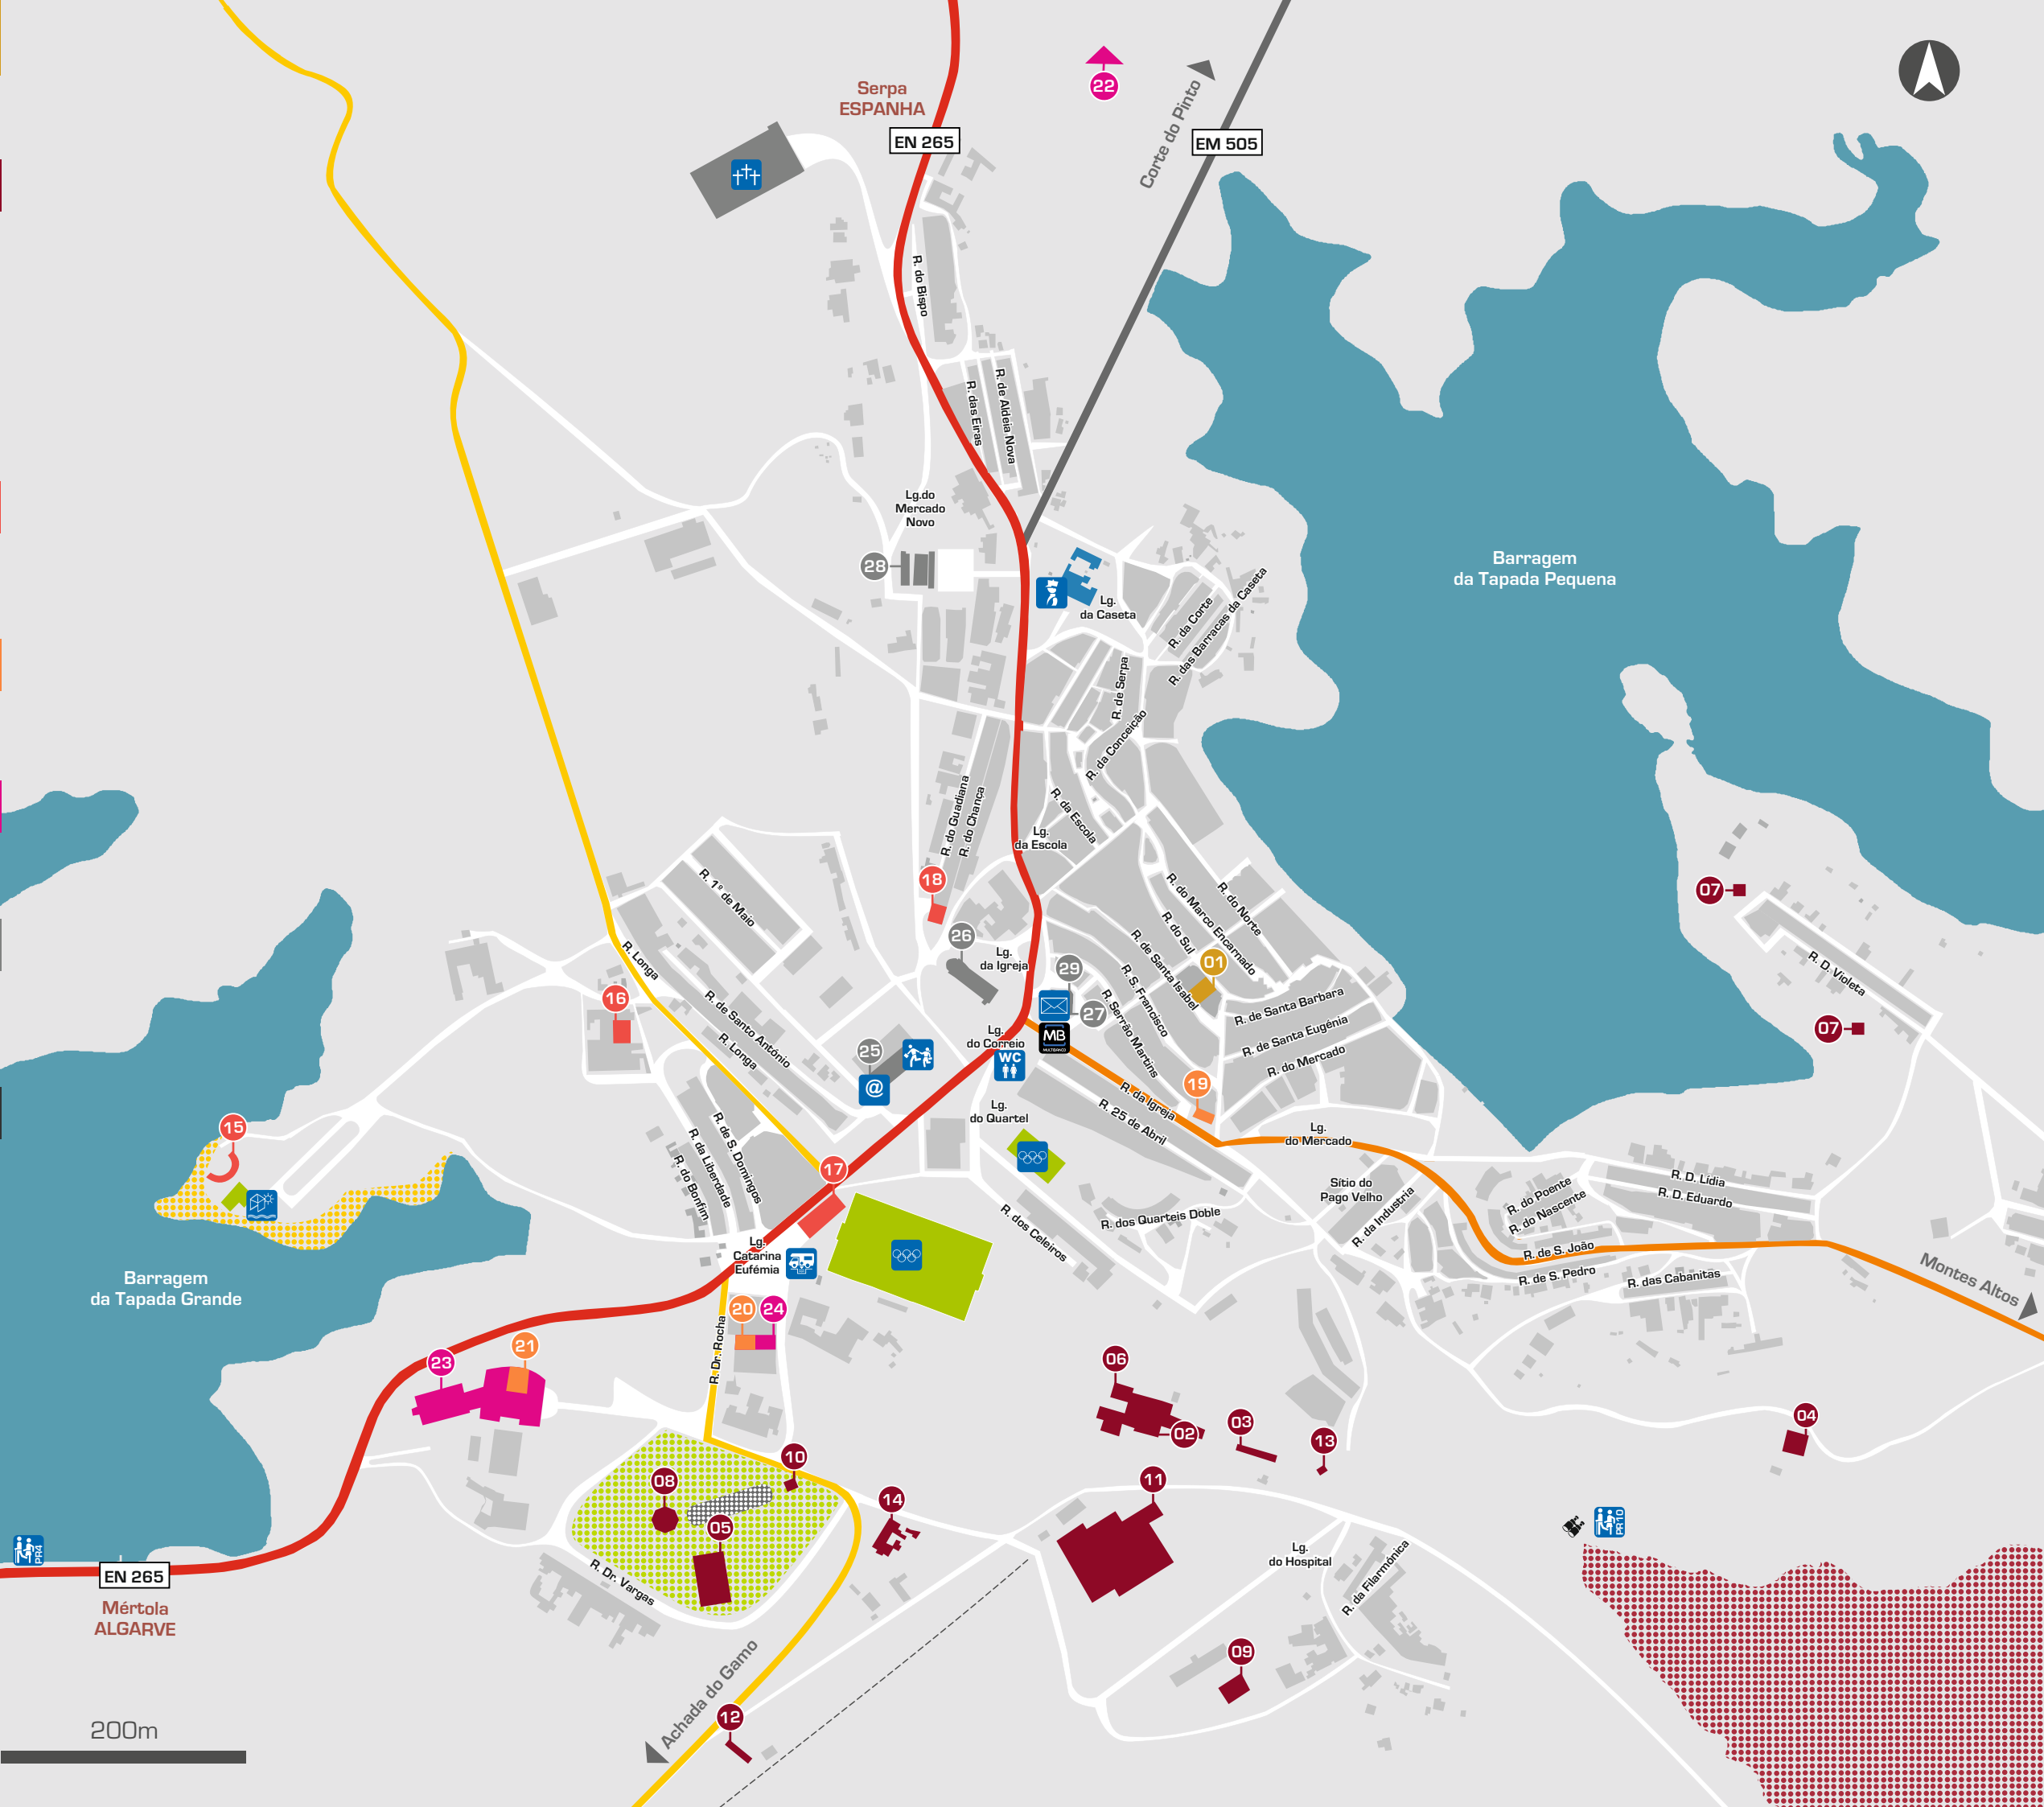 22
Serpa
ESPANHA
EN 265
Corte do Pinto
EM 505
R. do Bispo
R. das Eiras
R. de Aldeia Nova
Lg.do
Mercado
Novo
28
Lg.
da Caseta
R. da Corte
R. das Barracas da Caseta
Barragem
da Tapada Pequena
R. de Serpa
R. da Conceição
R. do Guadiana
R. do Chança
R. da Escola
Lg.
da Escola
18
R. 1º de Maio
R. do Marco Encarnado
R. do Norte
R. do Sul
07
26
Lg.
da Igreja
R. Longa
R. de Santa Isabel
01
29
R. S. Francisco
R. D. Violeta
16
R. de Santo António
R. Longa
27
R. Serrão Martins
R. de Santa Barbara
R. de Santa Eugénia
R. do Mercado
07
Lg.
do Correio
MB
MULTIBANCO
WC
25
@
19
R. da Igreja
R. 25 de Abril
Lg.
do Quartel
15
Lg.
do Mercado
R. de S. Domingos
R. da Liberdade
R. do Bonfim
17
Sítio do
Pago Velho
R. da Industria
R. do Poente
R. do Nascente
R. D. Lídia
R. D. Eduardo
R. dos Celeiros
R. dos Quarteis Doble
Lg.
Catarina
Eufémia
R. de S. João
R. de S. Pedro
R. das Cabanitas
Montes Altos
Barragem
da Tapada Grande
20
24
21
23
R. Dr. Rocha
06
02
03
13
04
10
08
05
14
11
PR4
PR10
EN 265
Mértola
ALGARVE
R. Dr. Vargas
Lg.
do Hospital
R. da Filarmónica
09
Achada do Gamo
12
200m